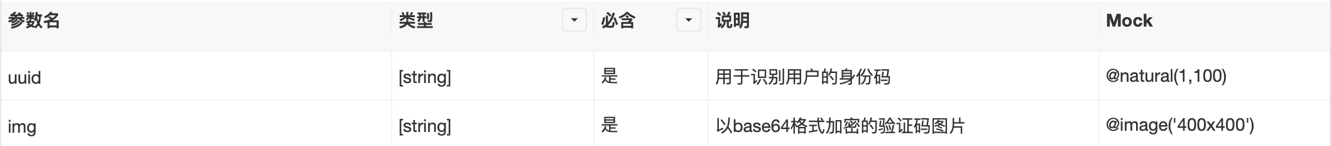 参数名 类型 必含 说明 Mock
uuid [string] 是 用于识别用户的身份码 @natural(1,100)
img [string] 是 以base64格式加密的验证码图片 @image('400x400')